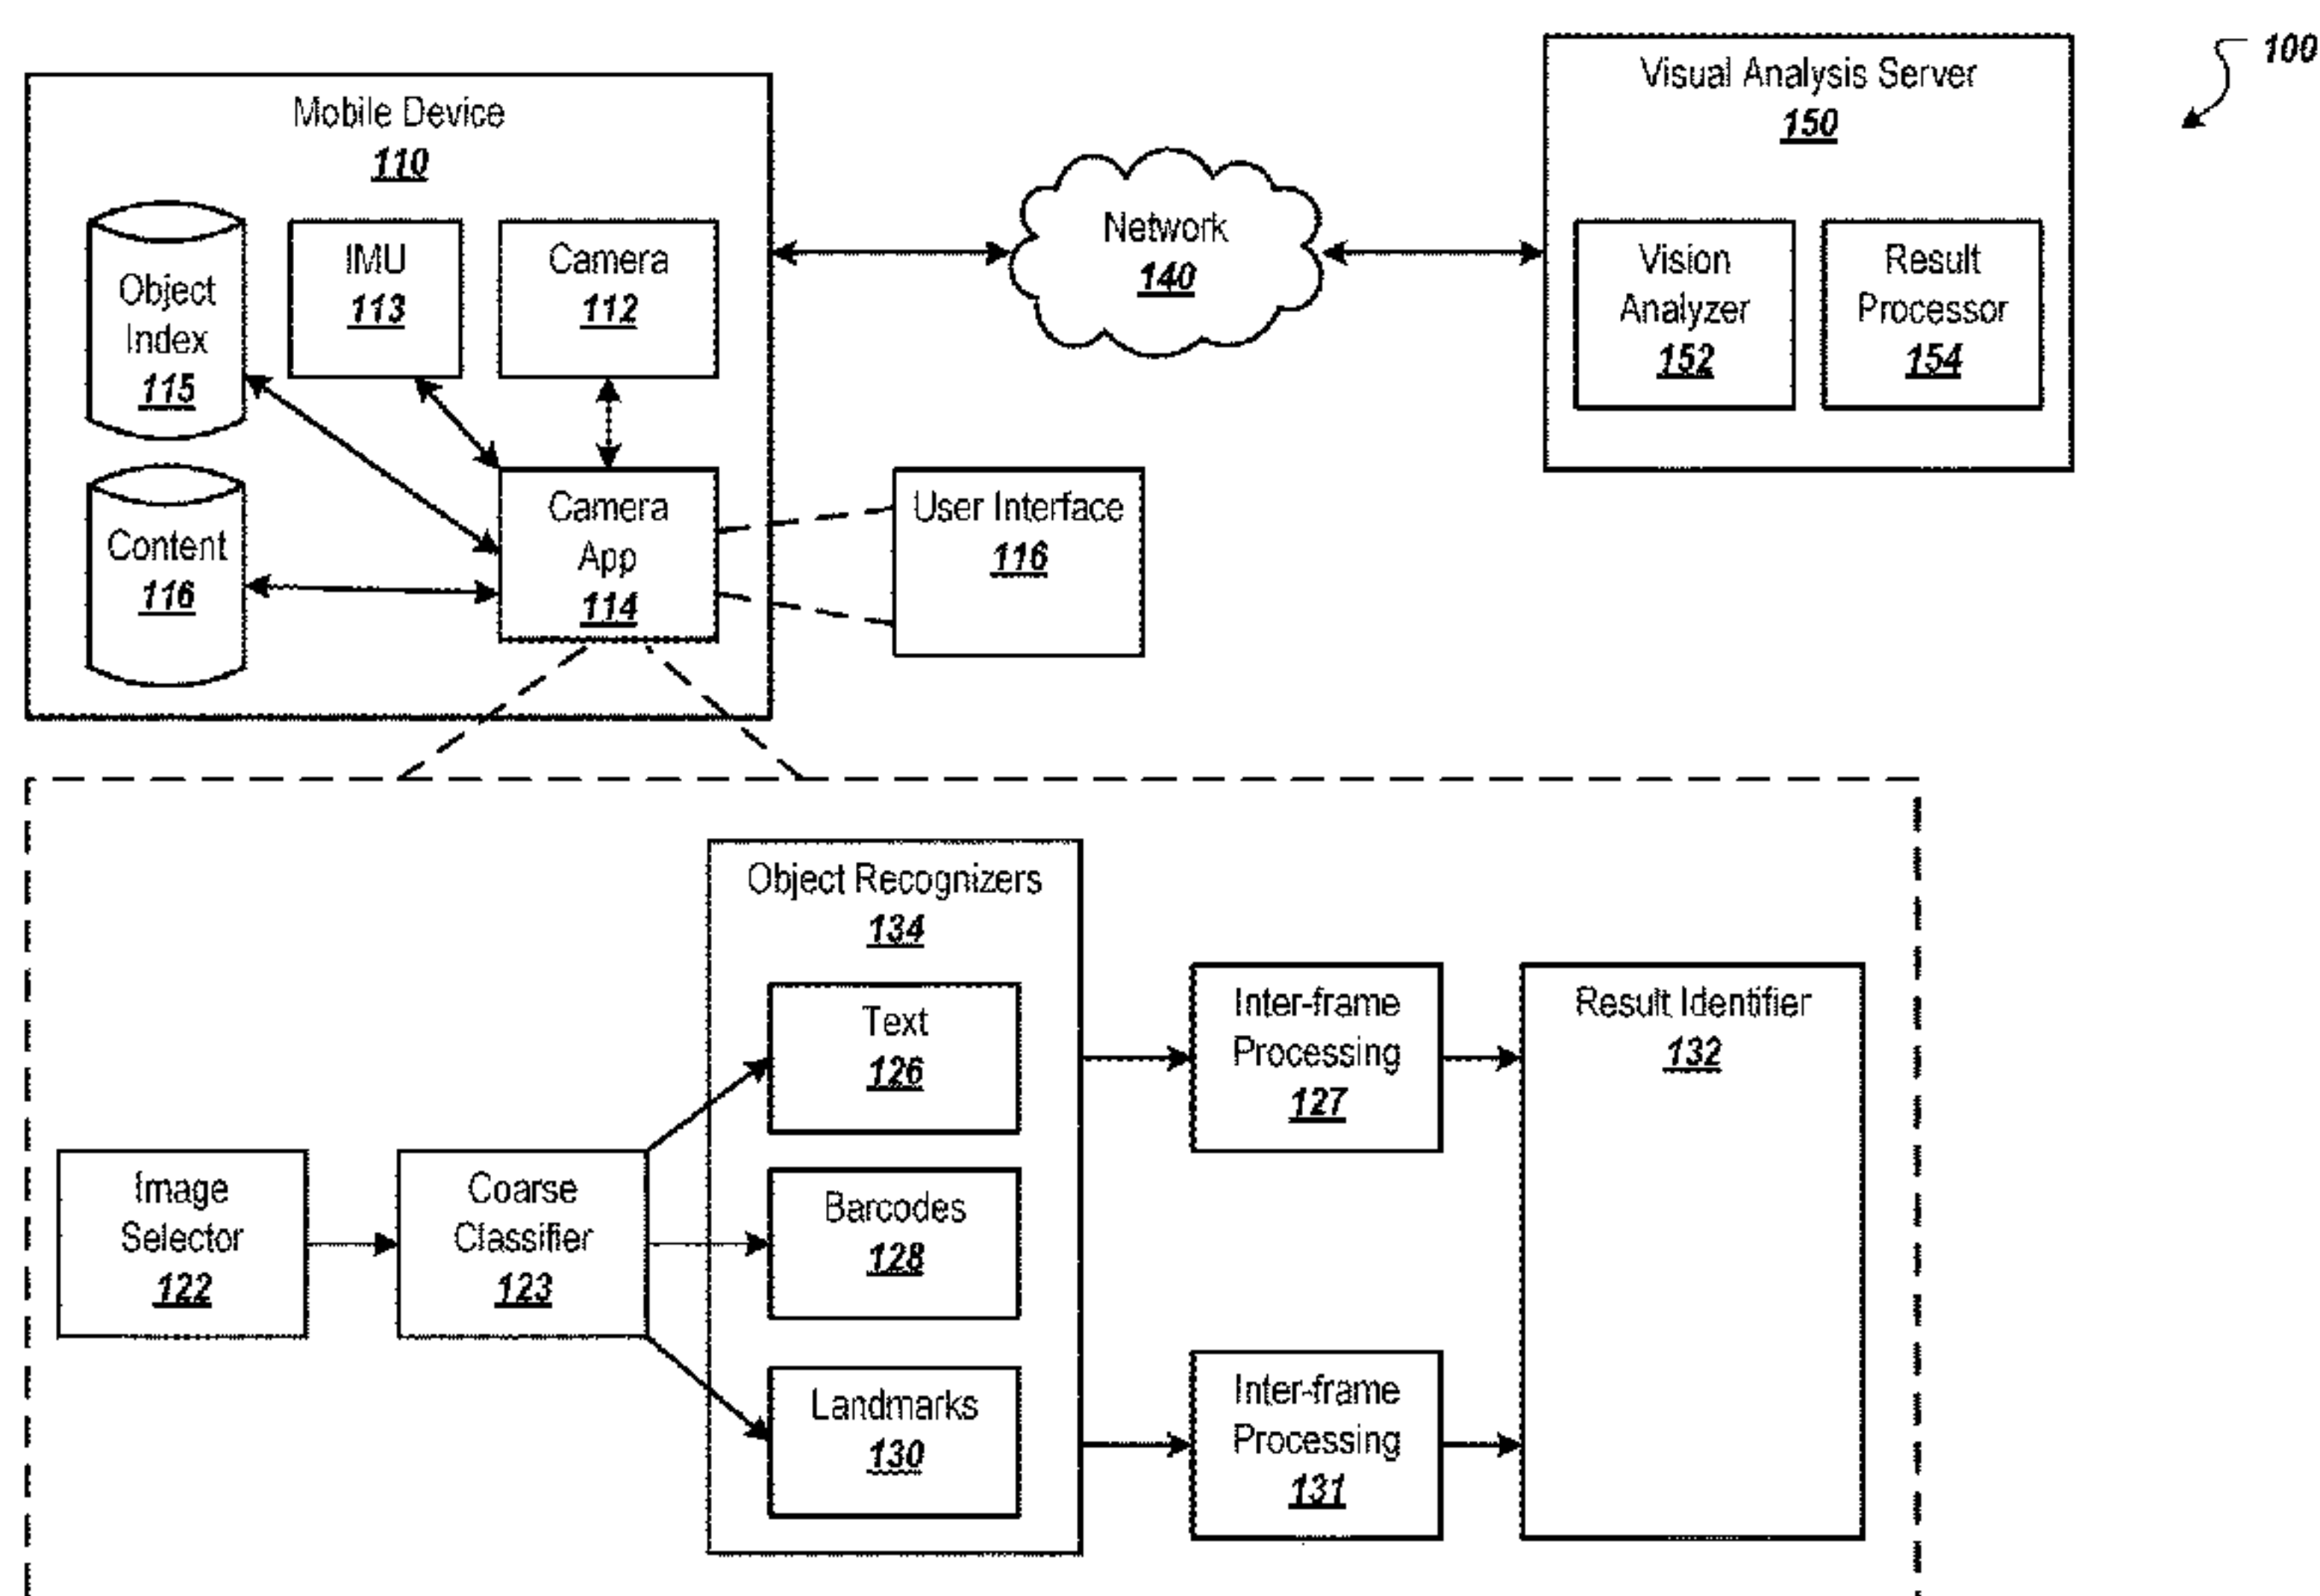 100
Mobile Device
110
Object
Index
115
IMU
113
Camera
112
Content
116
Camera
App
114
User Interface
116
Network
140
Visual Analysis Server
150
Vision
Analyzer
152
Result
Processor
154
Image
Selector
122
Coarse
Classifier
123
Object Recognizers
134
Text
126
Barcodes
128
Landmarks
130
Inter-frame
Processing
127
Inter-frame
Processing
131
Result Identifier
132